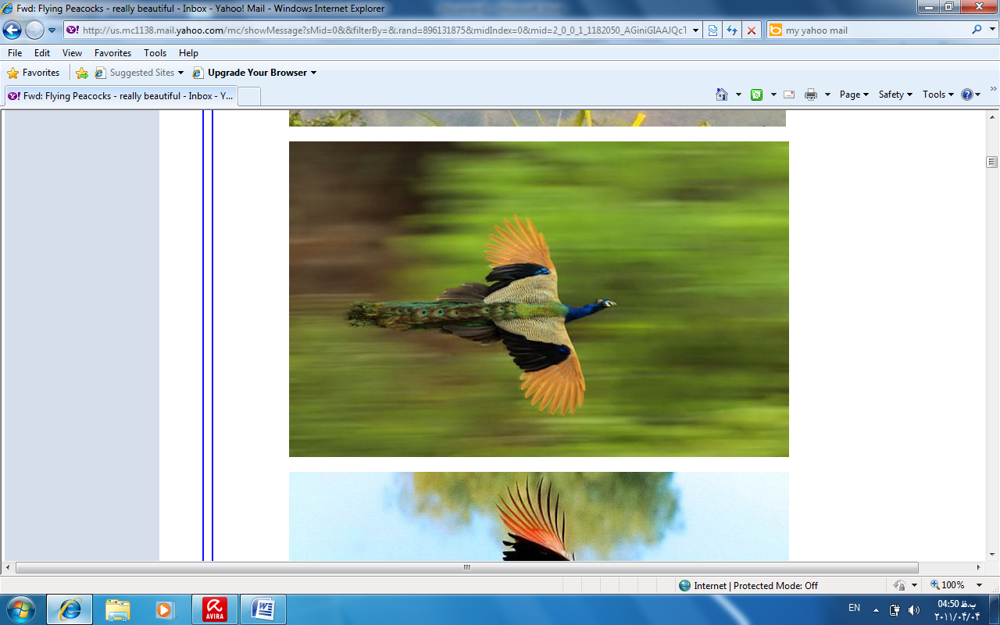 Fwd: Flying Peacocks - really beautiful - Inbox - Yahoo! Mail - Windows Internet Explorer
http://us.mc1138.mail.yahoo.com/mc/showMessage?sMid=0&&filterBy=&.rand=896131875&midIndex=0&mid=2_0_0_1_1182050_AGiniGIAAJQcT
my yahoo mail
File Edit View Favorites Tools Help
Favorites Suggested Sites Upgrade Your Browser
Fwd: Flying Peacocks - really beautiful - Inbox - Y...
Page Safety Tools
Internet | Protected Mode: Off
100%
AVIRA
EN
04:50 ب.ظ
۲۰۱۱/۰۴/۰۴